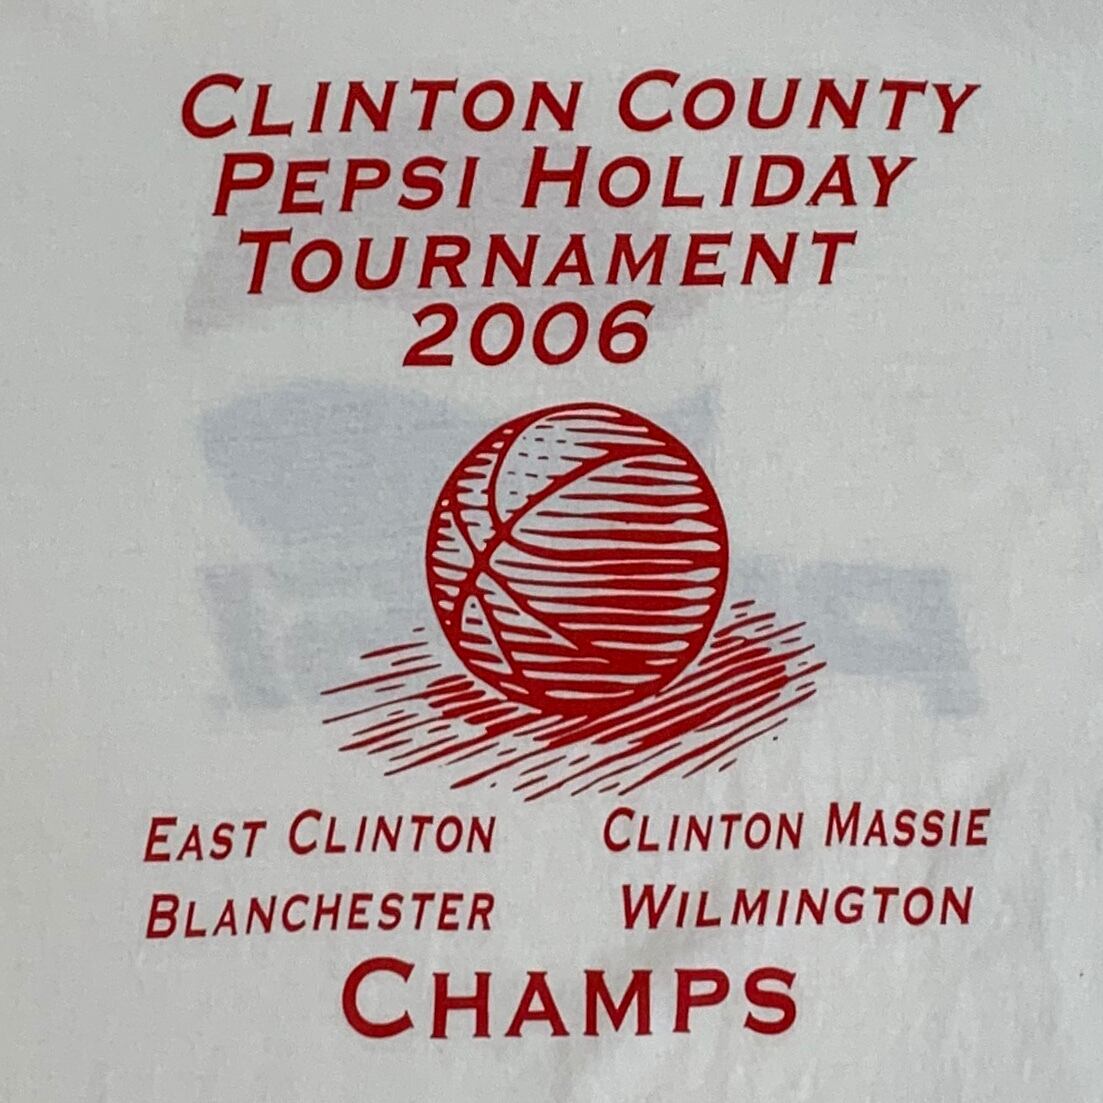 CLINTON COUNTY
PEPSI HOLIDAY
TOURNAMENT
2006
EAST CLINTON CLINTON MASSIE
BLANCHESTER WILMINGTON
CHAMPS